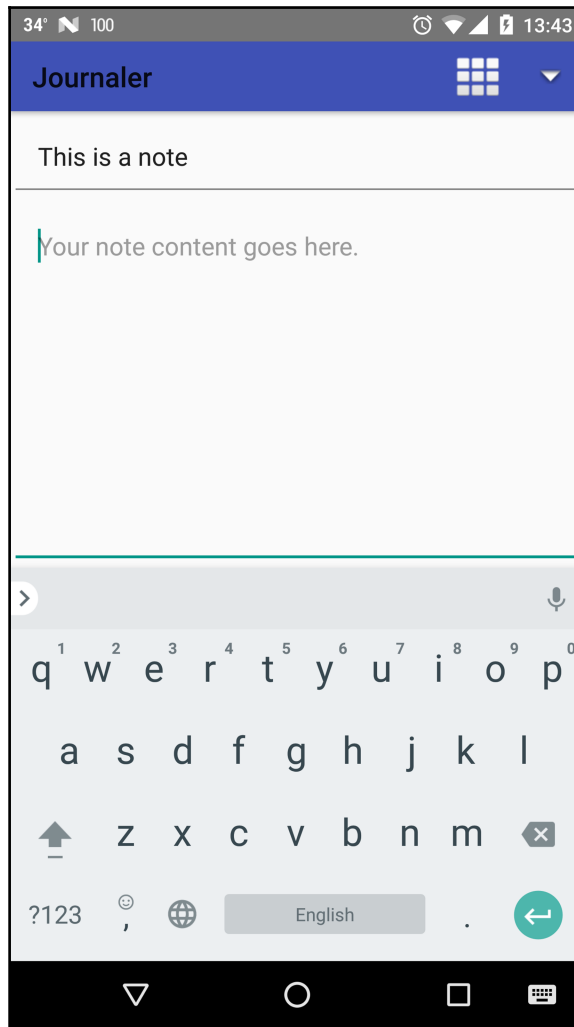 34° N 100 13:43
Journaler
This is a note
Your note content goes here.
1 2 3 4 5 6 7 8 9 0
q w e r t y u i o p
a s d f g h j k l
z x c v b n m
?123 , English .